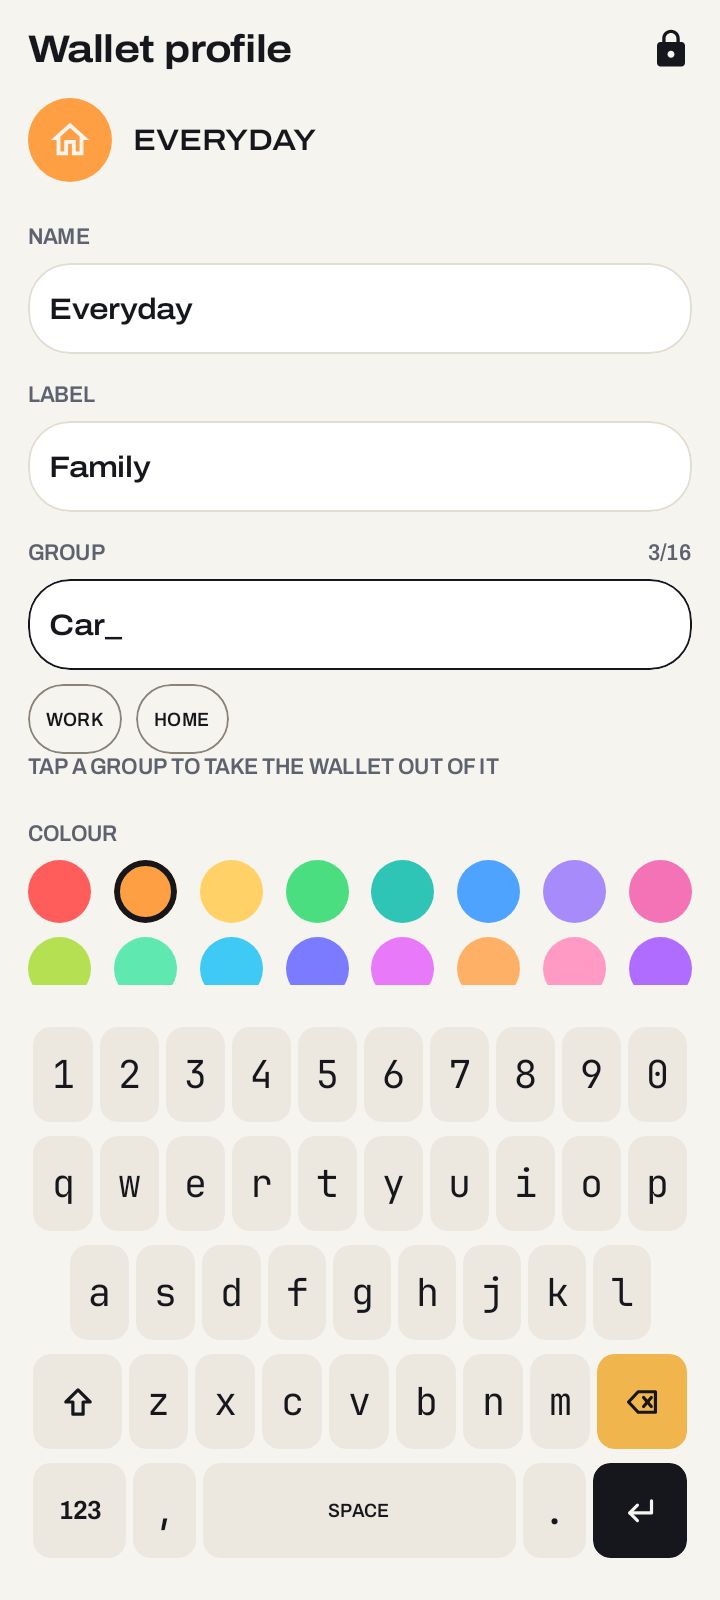 Wallet profile
EVERYDAY
NAME
Everyday
LABEL
Family
GROUP 3/16
Car_
WORK HOME
TAP A GROUP TO TAKE THE WALLET OUT OF IT
COLOUR
1 2 3 4 5 6 7 8 9 0
q w e r t y u i o p
a s d f g h j k l
z x c v b n m
123 , SPACE .